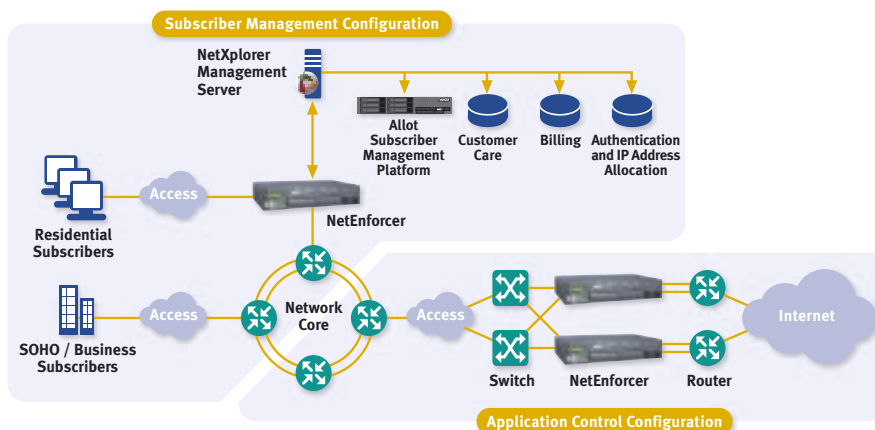 Subscriber Management Configuration
NetXplorer
Management
Server
Allot
Subscriber
Management
Platform
Customer
Care
Billing
Authentication
and IP Address
Allocation
Access
NetEnforcer
Residential
Subscribers
Access
Network
Core
SOHO / Business
Subscribers
Access
Internet
Switch
NetEnforcer
Router
Application Control Configuration